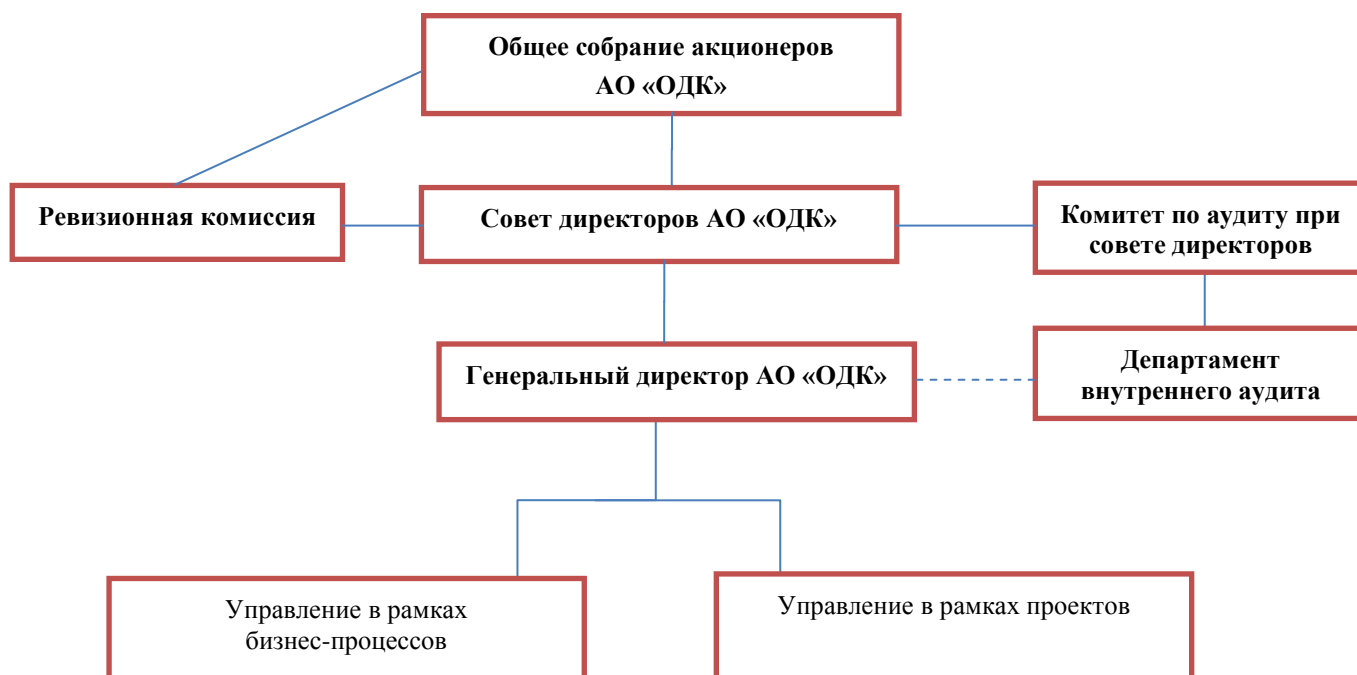 Общее собрание акционеров
АО «ОДК»
Ревизионная комиссия
Совет директоров АО «ОДК»
Комитет по аудиту при
совете директоров
Генеральный директор АО «ОДК»
Департамент
внутреннего аудита
Управление в рамках
бизнес-процессов
Управление в рамках проектов